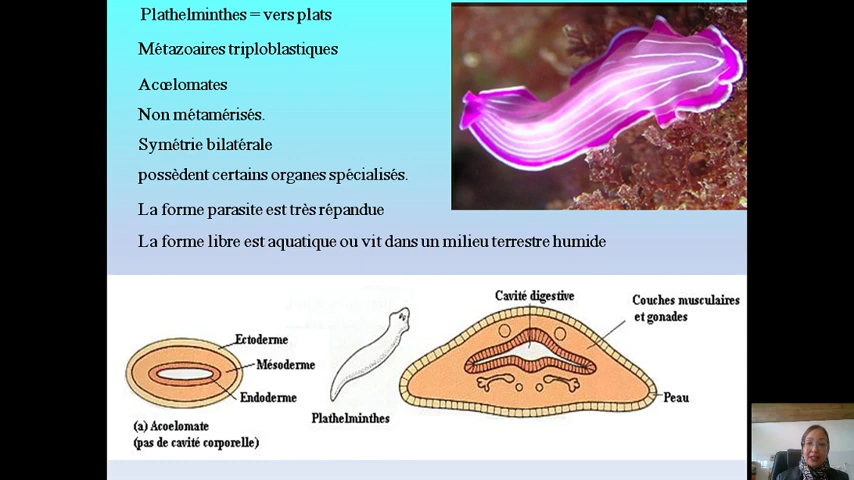 Plathelminthes = vers plats
Métazoaires triploblastiques
Acœlomates
Non métamérisés.
Symétrie bilatérale
possèdent certains organes spécialisés.
La forme parasite est très répandue
La forme libre est aquatique ou vit dans un milieu terrestre humide
Ectoderme
Mésoderme
Endoderme
(a) Acoelomate
(pas de cavité corporelle)
Plathelminthes
Cavité digestive
Couches musculaires
et gonades
Peau